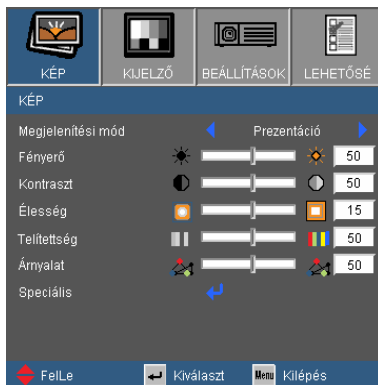 KÉP KIJELZŐ BEÁLLÍTÁSOK LEHETŐSÉ
KÉP
Megjelenítési mód Prezentáció
Fényerő 50
Kontraszt 50
Élesség 15
Telítettség 50
Árnyalat 50
Speciális
FelLe Kiválaszt Menu Kilépés